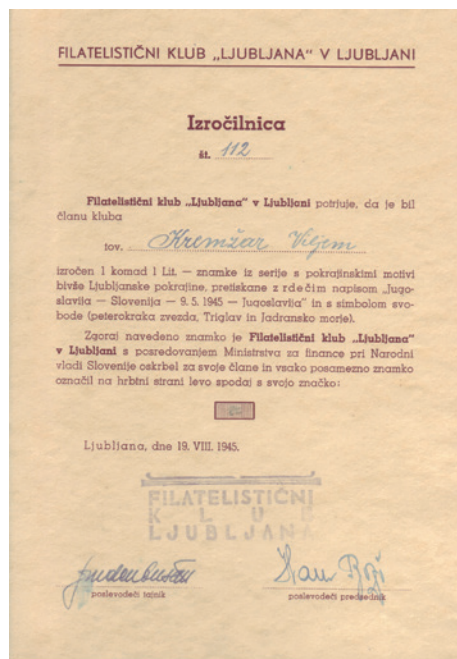 FILATELISTIČNI KLUB „LJUBLJANA“ V LJUBLJANI
Izročilnica
št. 112
Filatelistični klub „Ljubljana“ v Ljubljani potrjuje, da je bil
članu kluba
tov. Kremžar Viljem
izročen 1 komad 1 Lit. — znamke iz serije s pokrajinskimi motivi
bivše Ljubljanske pokrajine, pretiskane z rdečim napisom „Jugo-
slavija — Slovenija — 9. 5. 1945 — Jugoslavija“ in s simbolom svo-
bode (peterokraka zvezda, Triglav in Jadransko morje).
Zgoraj navedeno znamko je Filatelistični klub „Ljubljana“
v Ljubljani s posredovanjem Ministrstva za finance pri Narodni
vladi Slovenije oskrbel za svoje člane in vsako posamezno znamko
označil na hrbtni strani levo spodaj s svojo značko:
Ljubljana, dne 19. VIII. 1945.
FILATELISTIČNI
KLUB
LJUBLJANA
poslevodeči tajnik
poslevodeči predsednik